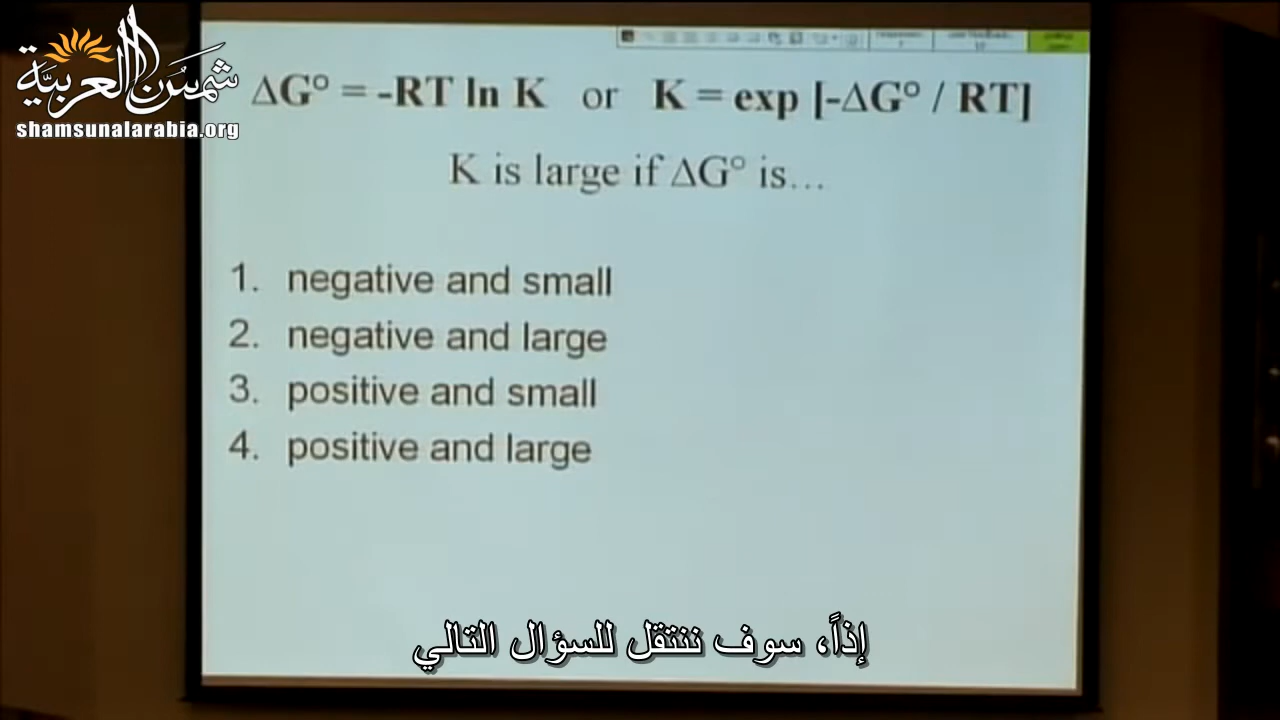 شمس العربية
shamsunalarabia.org
ΔG° = -RT ln K or K = exp [-ΔG° / RT]
K is large if ΔG° is...
1. negative and small
2. negative and large
3. positive and small
4. positive and large
إذاً، سوف ننتقل للسؤال التالي